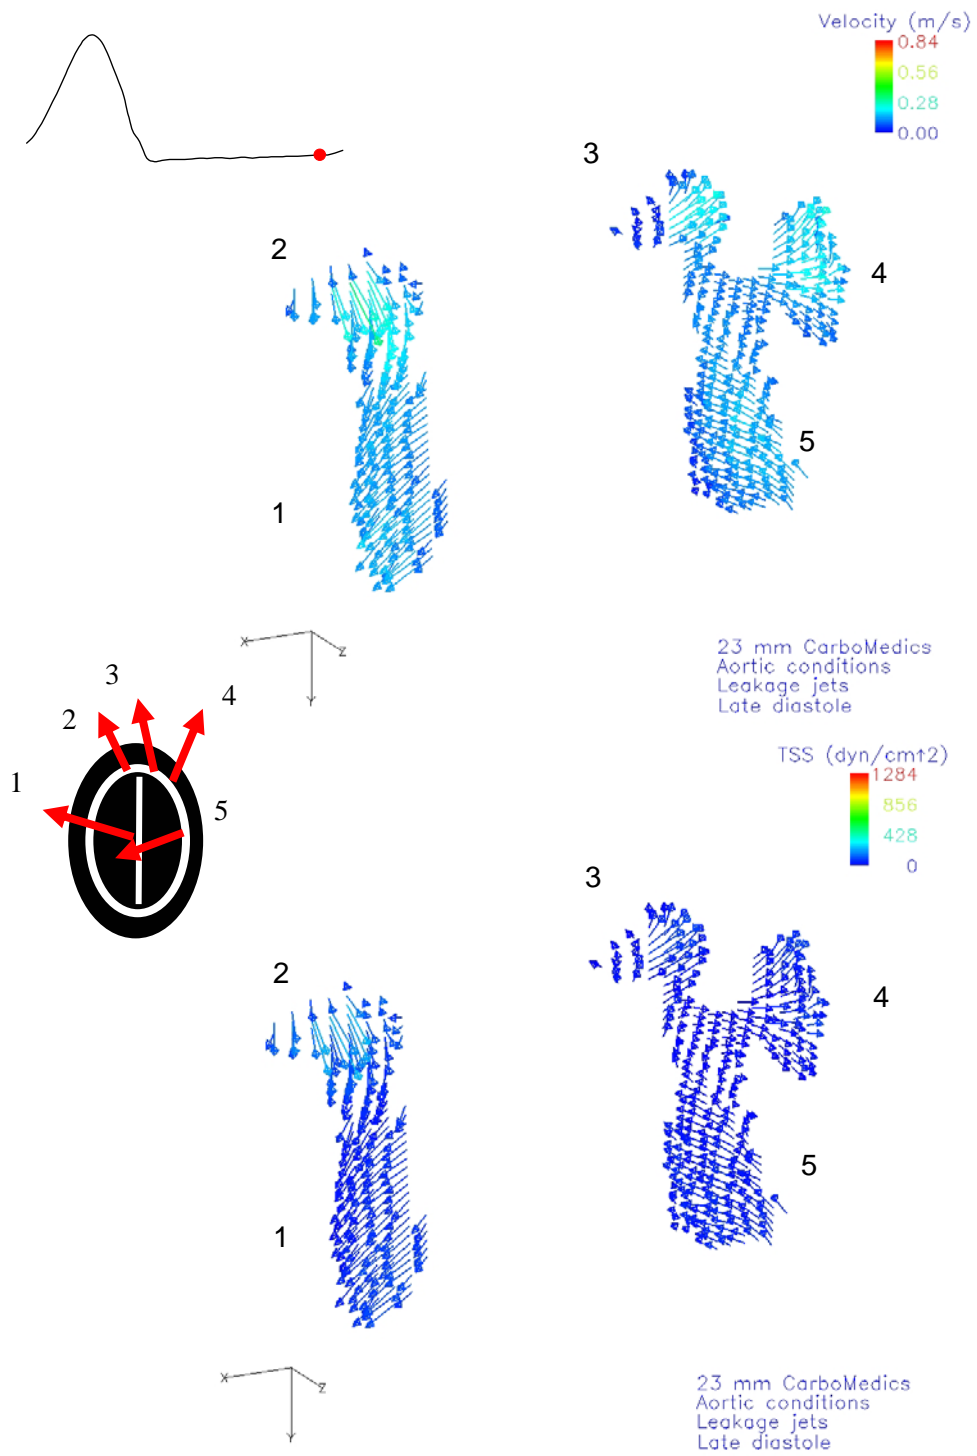 Velocity (m/s)
0.84
0.56
0.28
0.00
3
2
4
5
1
X
Z
Y
23 mm CarboMedics
Aortic conditions
Leakage jets
Late diastole
3
4
2
1
5
TSS (dyn/cm↑2)
1284
856
428
0
3
2
4
5
1
X
Z
Y
23 mm CarboMedics
Aortic conditions
Leakage jets
Late diastole